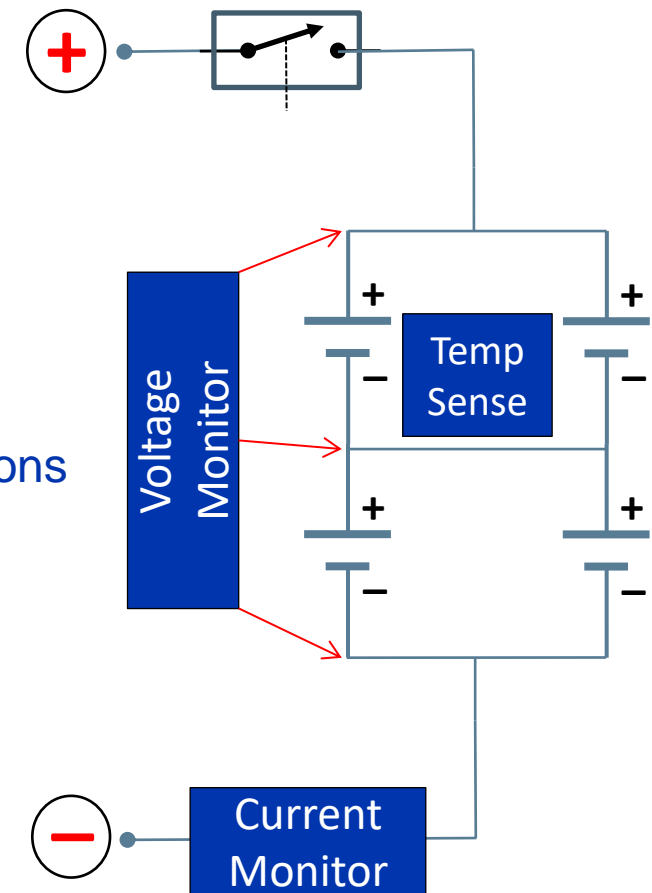 +
+
+
Temp
Sense
−
−
Voltage
Monitor
ons
+
+
−
−
−
Current
Monitor